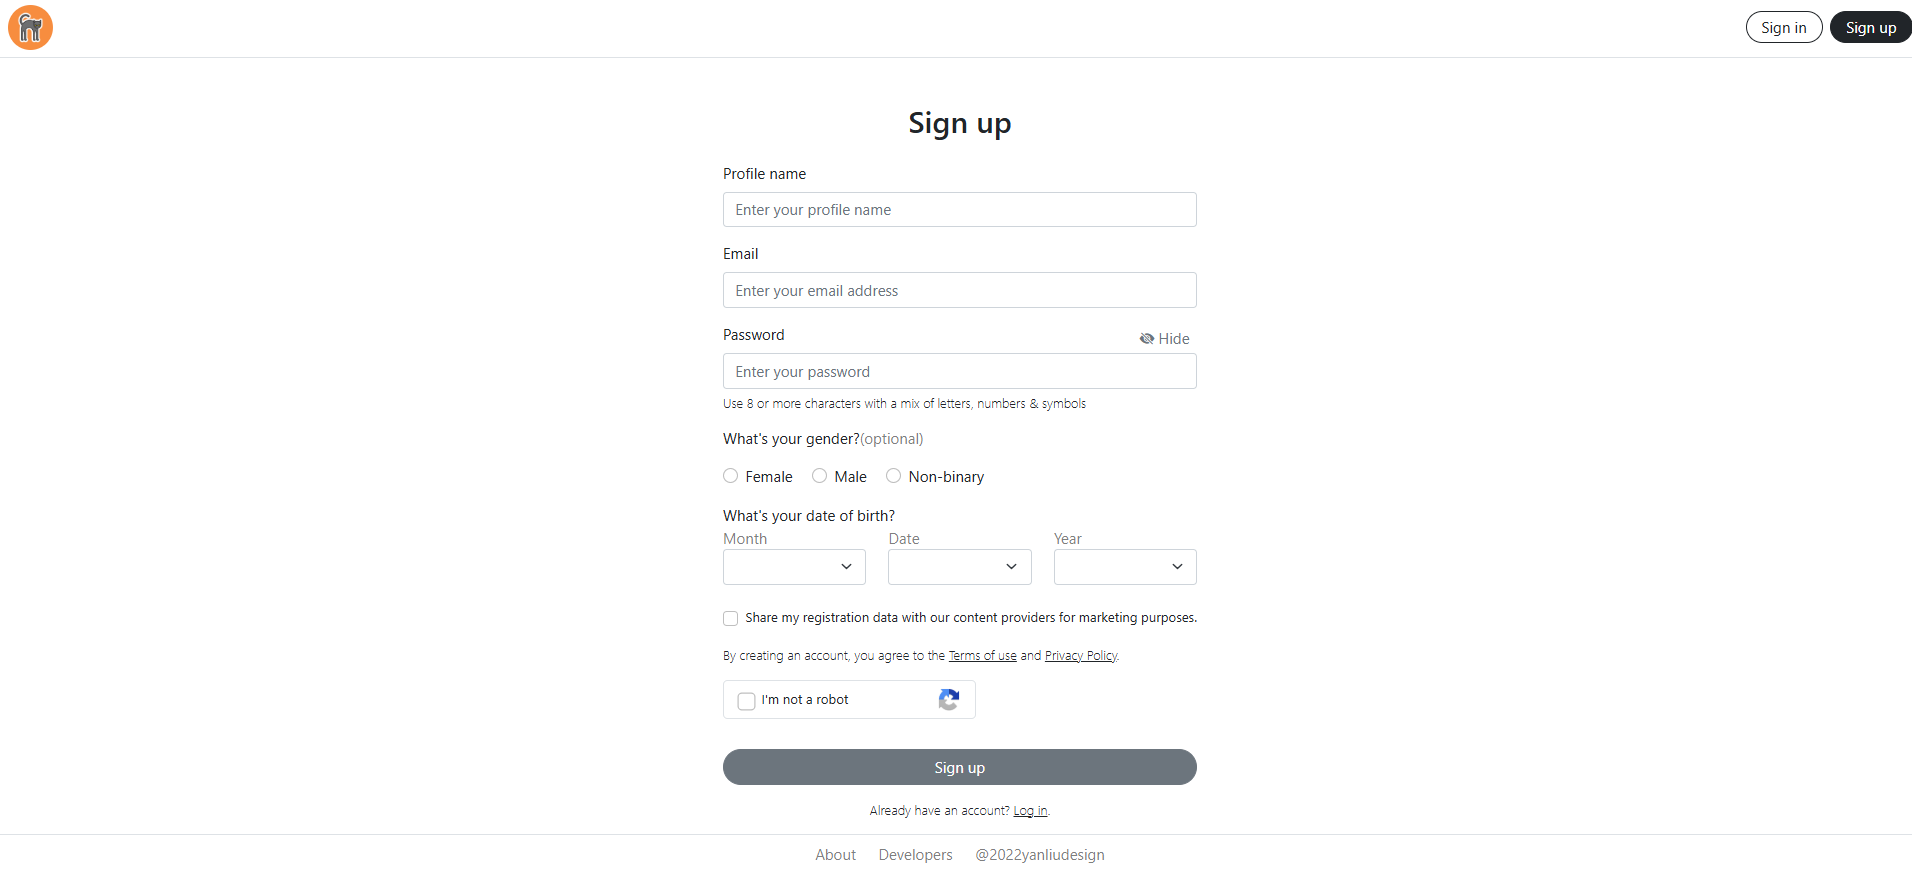 Sign in Sign up
Sign up
Profile name
Enter your profile name
Email
Enter your email address
Password Hide
Enter your password
Use 8 or more characters with a mix of letters, numbers & symbols
What's your gender?(optional)
Female Male Non-binary
What's your date of birth?
Month Date Year
Share my registration data with our content providers for marketing purposes.
By creating an account, you agree to the Terms of use and Privacy Policy.
I'm not a robot
Sign up
Already have an account? Log in.
About Developers @2022yanliudesign